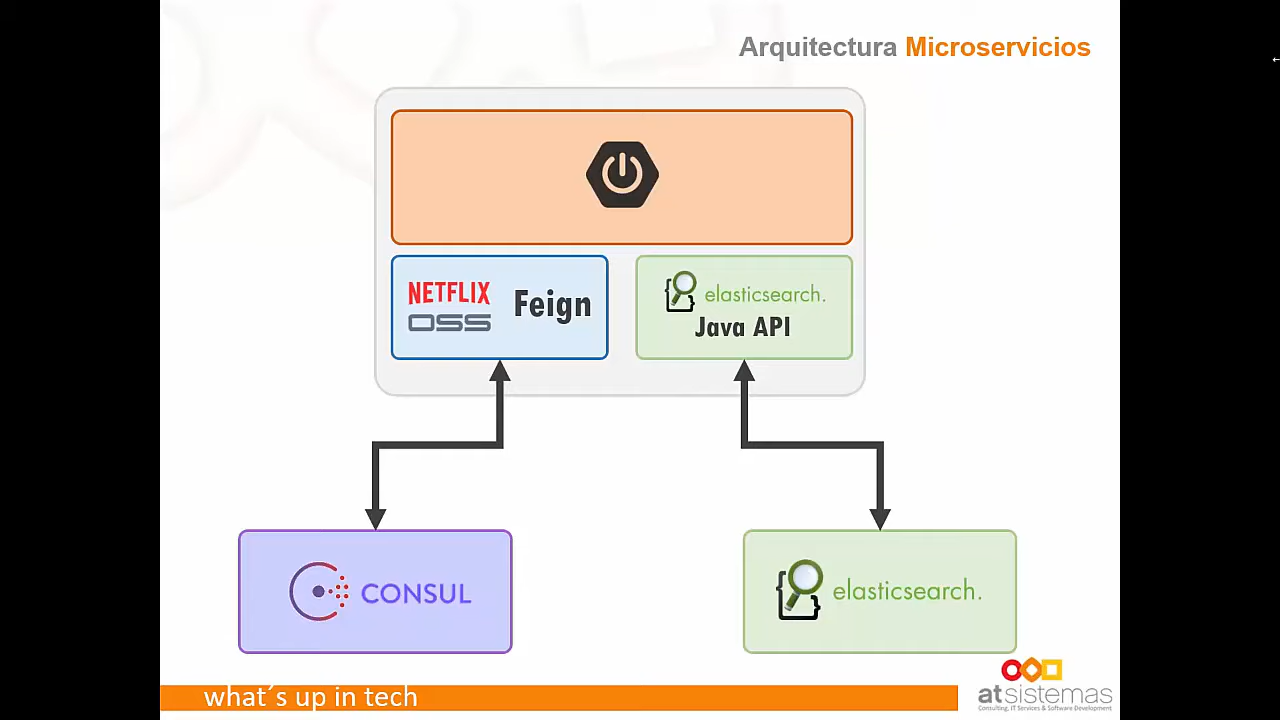 Arquitectura Microservicios
NETFLIX
OSS
Feign
elasticsearch.
Java API
CONSUL
elasticsearch.
what´s up in tech
atsistemas
Consulting, IT Services & Software Development